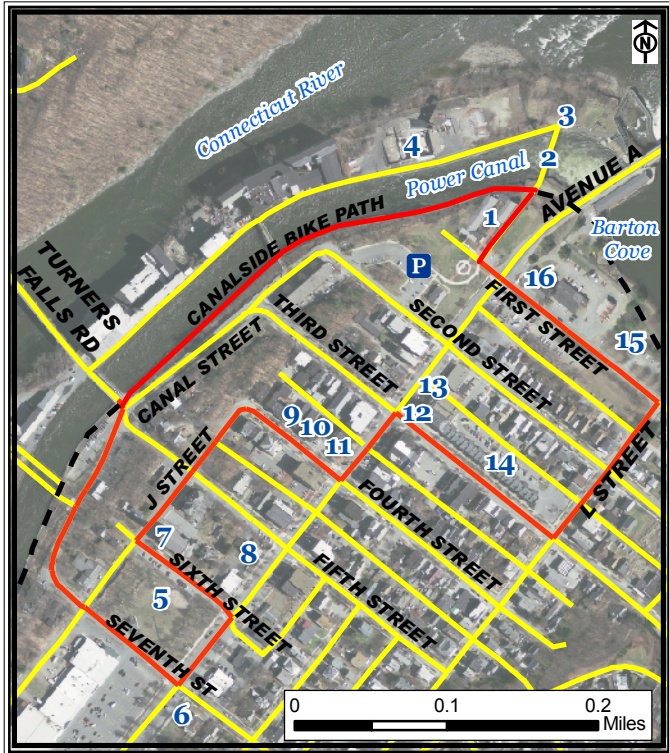 N
Connecticut River
3
4
2
Power Canal
AVENUE A
1
Barton
Cove
CANALSIDE BIKE PATH
P
16
TURNERS
FALLS RD
FIRST STREET
15
THIRD STREET
SECOND STREET
CANAL STREET
13
12
9
10
11
14
L STREET
J STREET
FOURTH STREET
7
8
SIXTH STREET
FIFTH STREET
5
SEVENTH ST
6
0 0.1 0.2
Miles